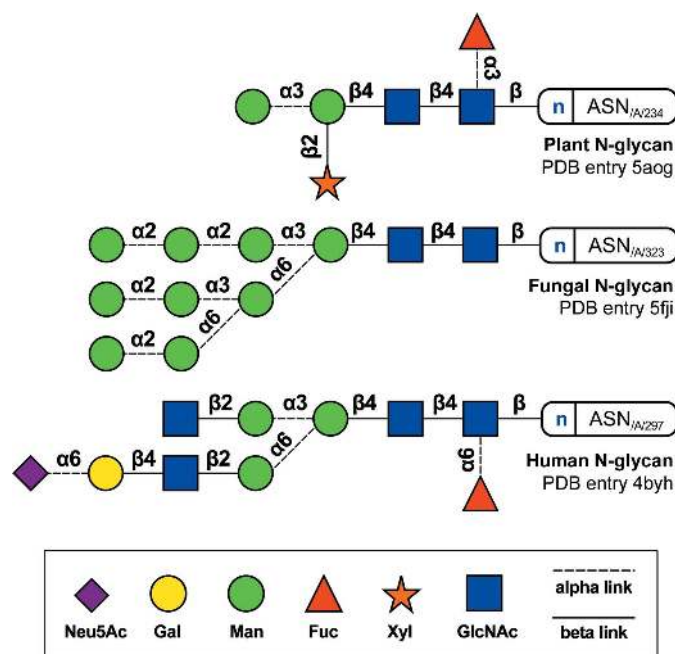 α3
α3 β4 β4 β n ASN/A/234
β2
Plant N-glycan
PDB entry 5aog
α2 α2 α3 β4 β4 β n ASN/A/323
α6
α2 α3
Fungal N-glycan
PDB entry 5fji
α6
α2
β2 α3 β4 β4 β n ASN/A/297
α6
α6
α6 β4 β2
Human N-glycan
PDB entry 4byh
alpha link
Neu5Ac Gal Man Fuc Xyl GlcNAc
beta link